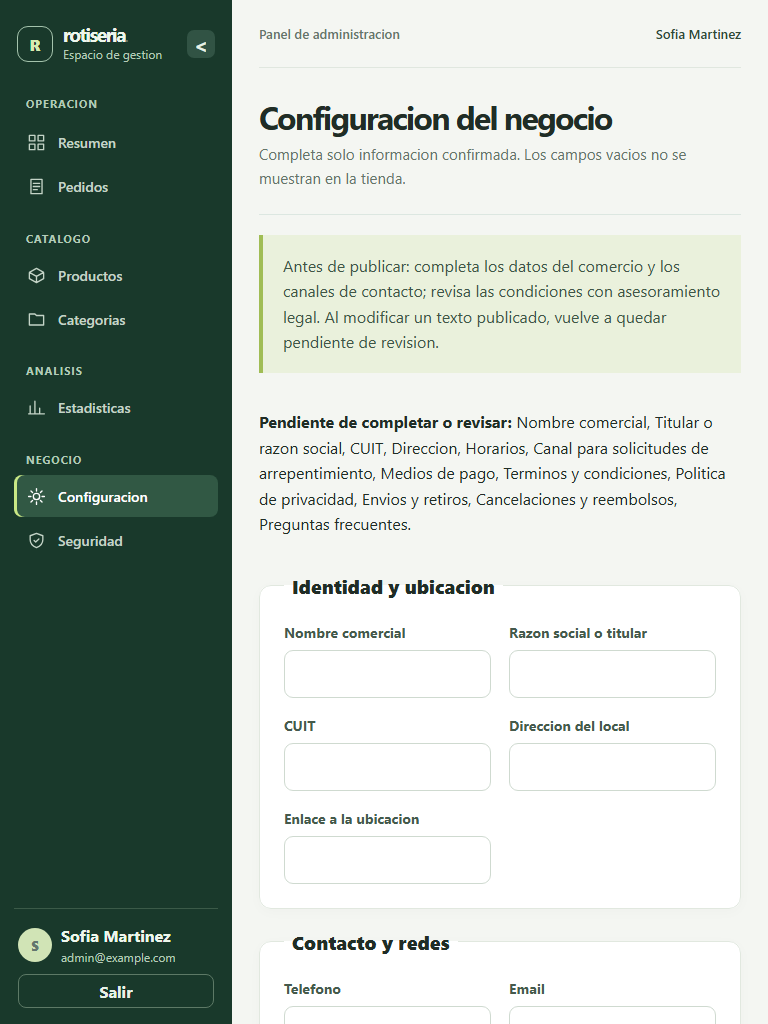 R
rotiseria
Espacio de gestion
<
OPERACION
Resumen
Pedidos
CATALOGO
Productos
Categorias
ANALISIS
Estadisticas
NEGOCIO
Configuracion
Seguridad
S
Sofia Martinez
admin@example.com
Salir
Panel de administracion
Sofia Martinez
Configuracion del negocio
Completa solo informacion confirmada. Los campos vacios no se
muestran en la tienda.
Antes de publicar: completa los datos del comercio y los
canales de contacto; revisa las condiciones con asesoramiento
legal. Al modificar un texto publicado, vuelve a quedar
pendiente de revision.
Pendiente de completar o revisar: Nombre comercial, Titular o
razon social, CUIT, Direccion, Horarios, Canal para solicitudes de
arrepentimiento, Medios de pago, Terminos y condiciones, Politica
de privacidad, Envios y retiros, Cancelaciones y reembolsos,
Preguntas frecuentes.
Identidad y ubicacion
Nombre comercial
Razon social o titular
CUIT
Direccion del local
Enlace a la ubicacion
Contacto y redes
Telefono
Email